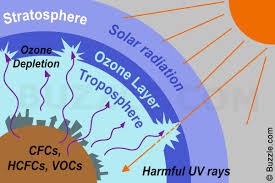 Stratosphere
Solar radiation
Ozone
Depletion
Ozone Layer
Troposphere
CFCs,
HCFCs, VOCs
Harmful UV rays
© Buzzle.com